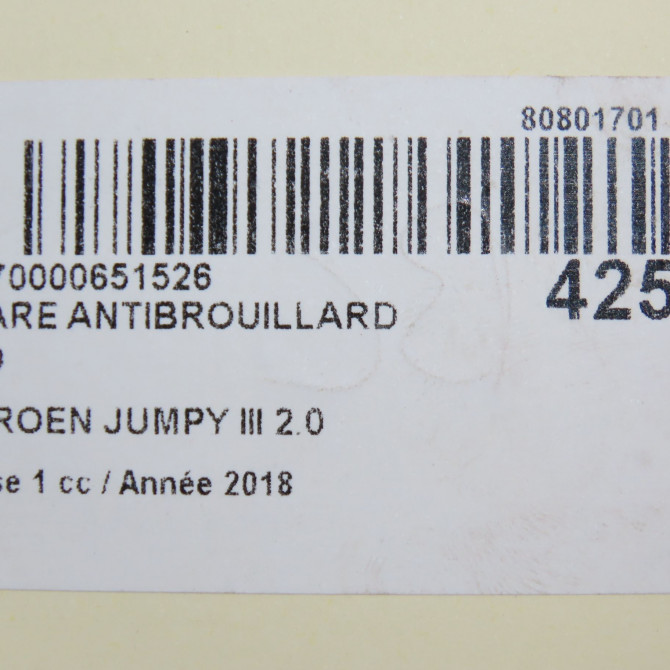 80801701
70000651526
425
ARE ANTIBROUILLARD
ROEN JUMPY III 2.0
se 1 cc / Année 2018